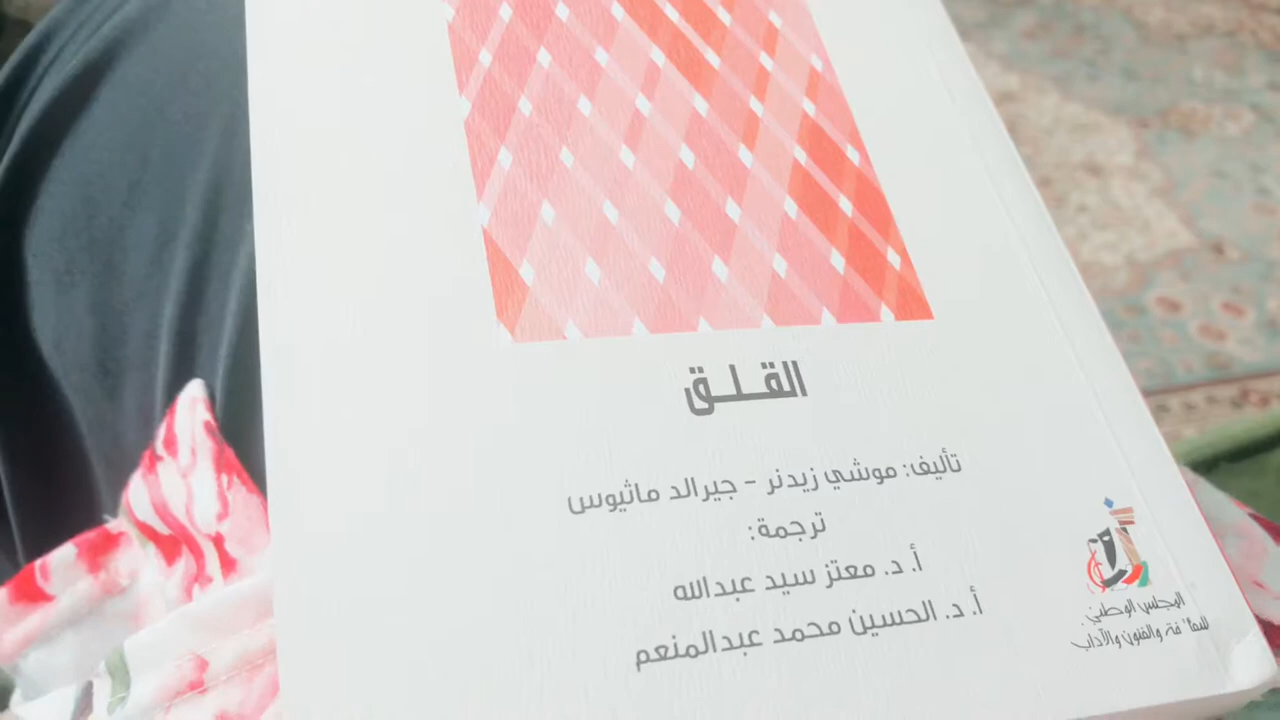 القلق
تأليف: موشي زيدنر - جيرالد ماثيوس
ترجمة:
أ. د. معتز سيد عبدالله
أ. د. الحسين محمد عبدالمنعم
المجلس الوطني
للثقافة والفنون والآداب